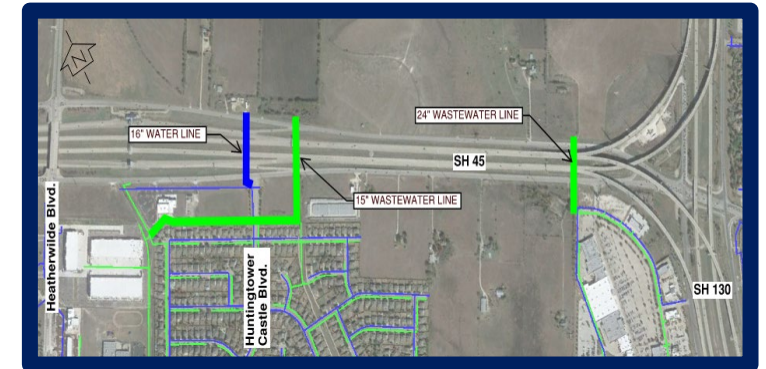 N
16" WATER LINE
24" WASTEWATER LINE
SH 45
15" WASTEWATER LINE
Heatherwilde Blvd.
Huntingtower
Castle Blvd.
SH 130